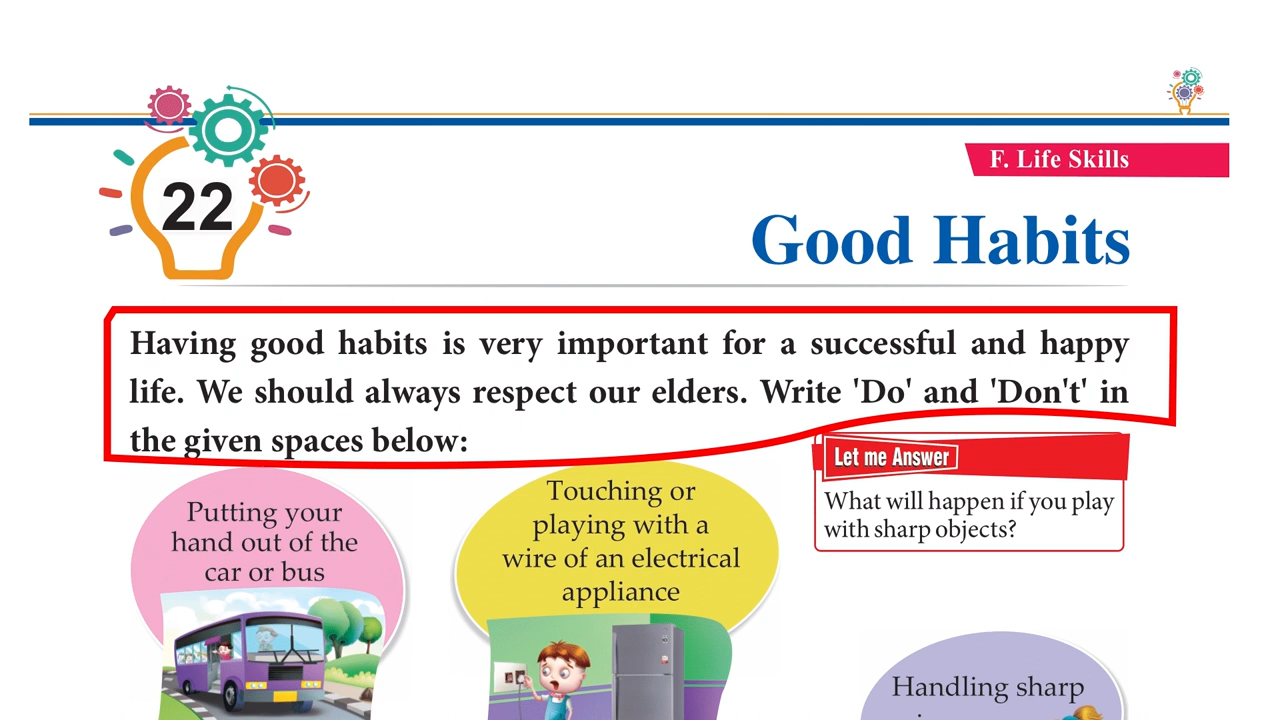 22
F. Life Skills
Good Habits
Having good habits is very important for a successful and happy
life. We should always respect our elders. Write 'Do' and 'Don't' in
the given spaces below:
Let me Answer
What will happen if you play
with sharp objects?
Putting your
hand out of the
car or bus
Touching or
playing with a
wire of an electrical
appliance
Handling sharp